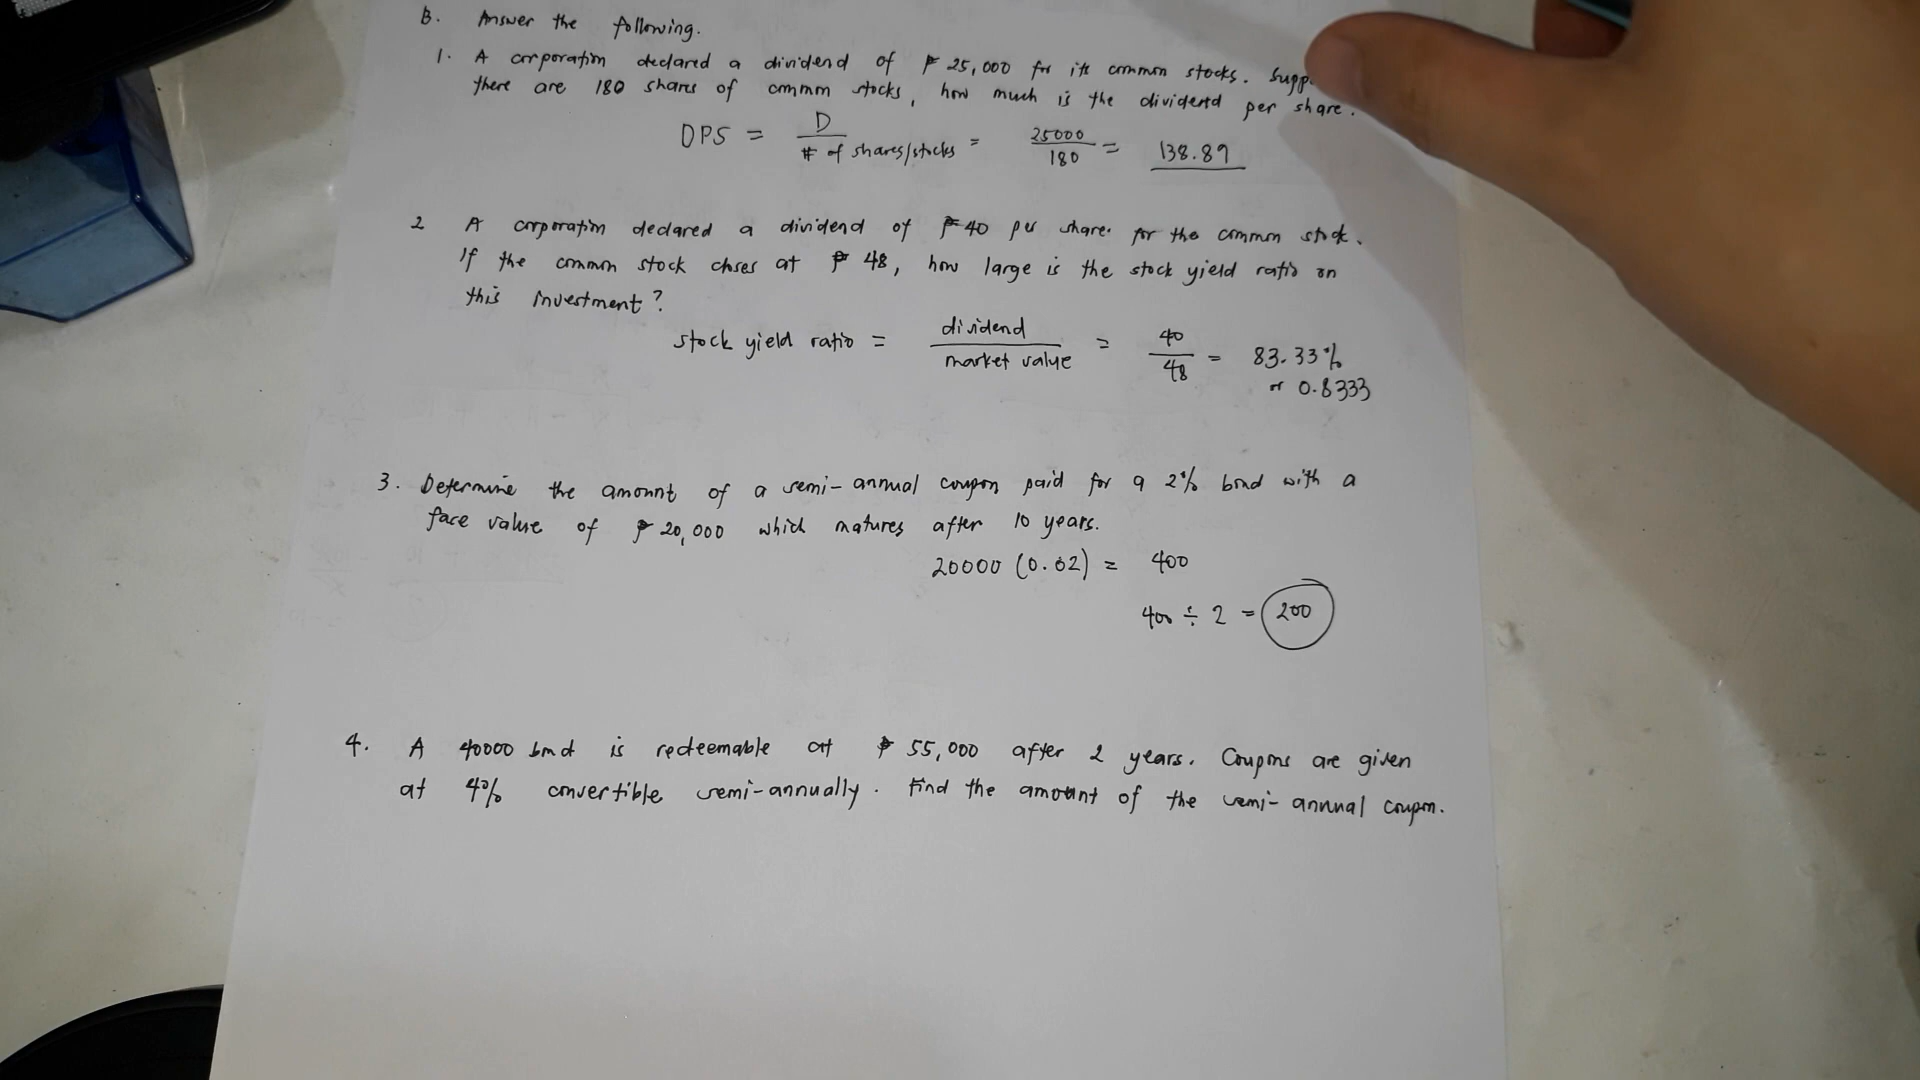 B. Answer the following.
1. A corporation declared a dividend of ₱ 25,000 for its common stocks. Supp
there are 180 shares of common stocks, how much is the dividend per share.
DPS = D / # of shares/stocks = 25000 / 180 = 138.89
2 A corporation declared a dividend of ₱ 40 per share for the common stock.
If the common stock closes at ₱ 48, how large is the stock yield ratio on
this investment?
stock yield ratio = dividend / market value = 40 / 48 = 83.33%
or 0.8333
3. Determine the amount of a semi-annual coupon paid for a 2% bond with a
face value of ₱ 20,000 which matures after 10 years.
20000 (0.02) = 400
400 ÷ 2 = 200
4. A 40000 bond is redeemable at ₱ 55,000 after 2 years. Coupons are given
at 4% convertible semi-annually. Find the amount of the semi-annual coupon.